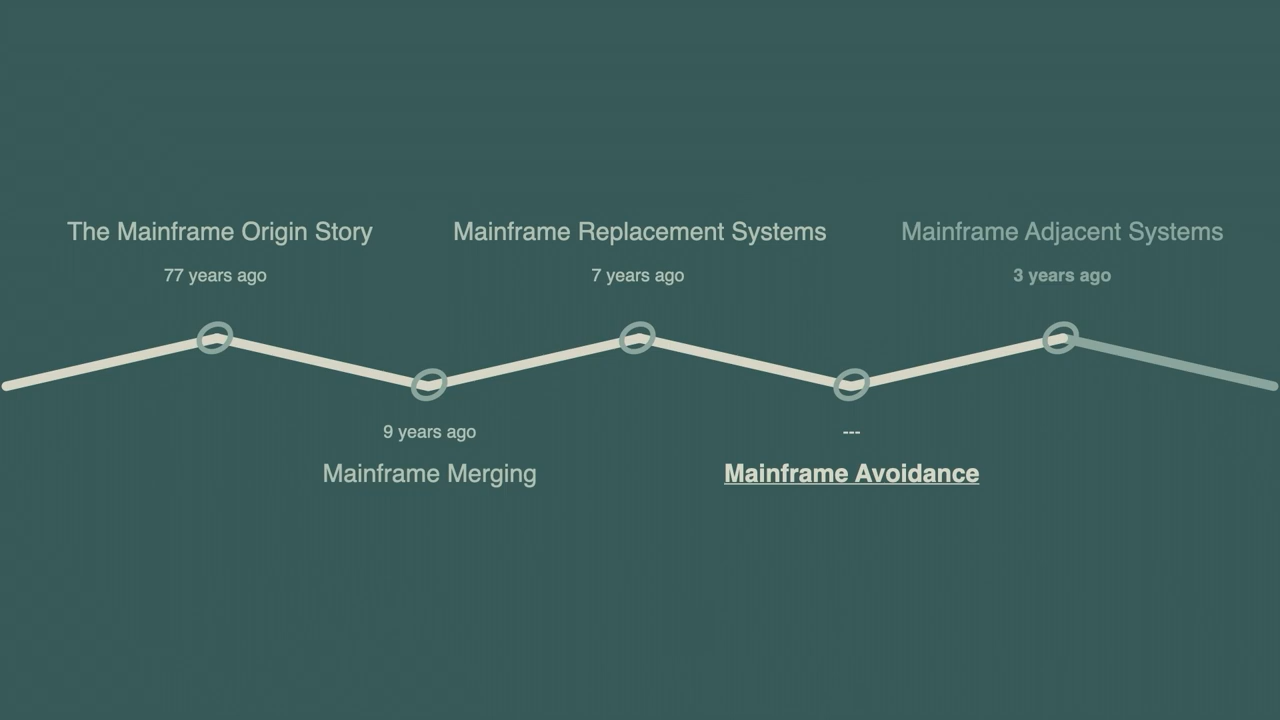 The Mainframe Origin Story
77 years ago
9 years ago
Mainframe Merging
Mainframe Replacement Systems
7 years ago
---
Mainframe Avoidance
Mainframe Adjacent Systems
3 years ago